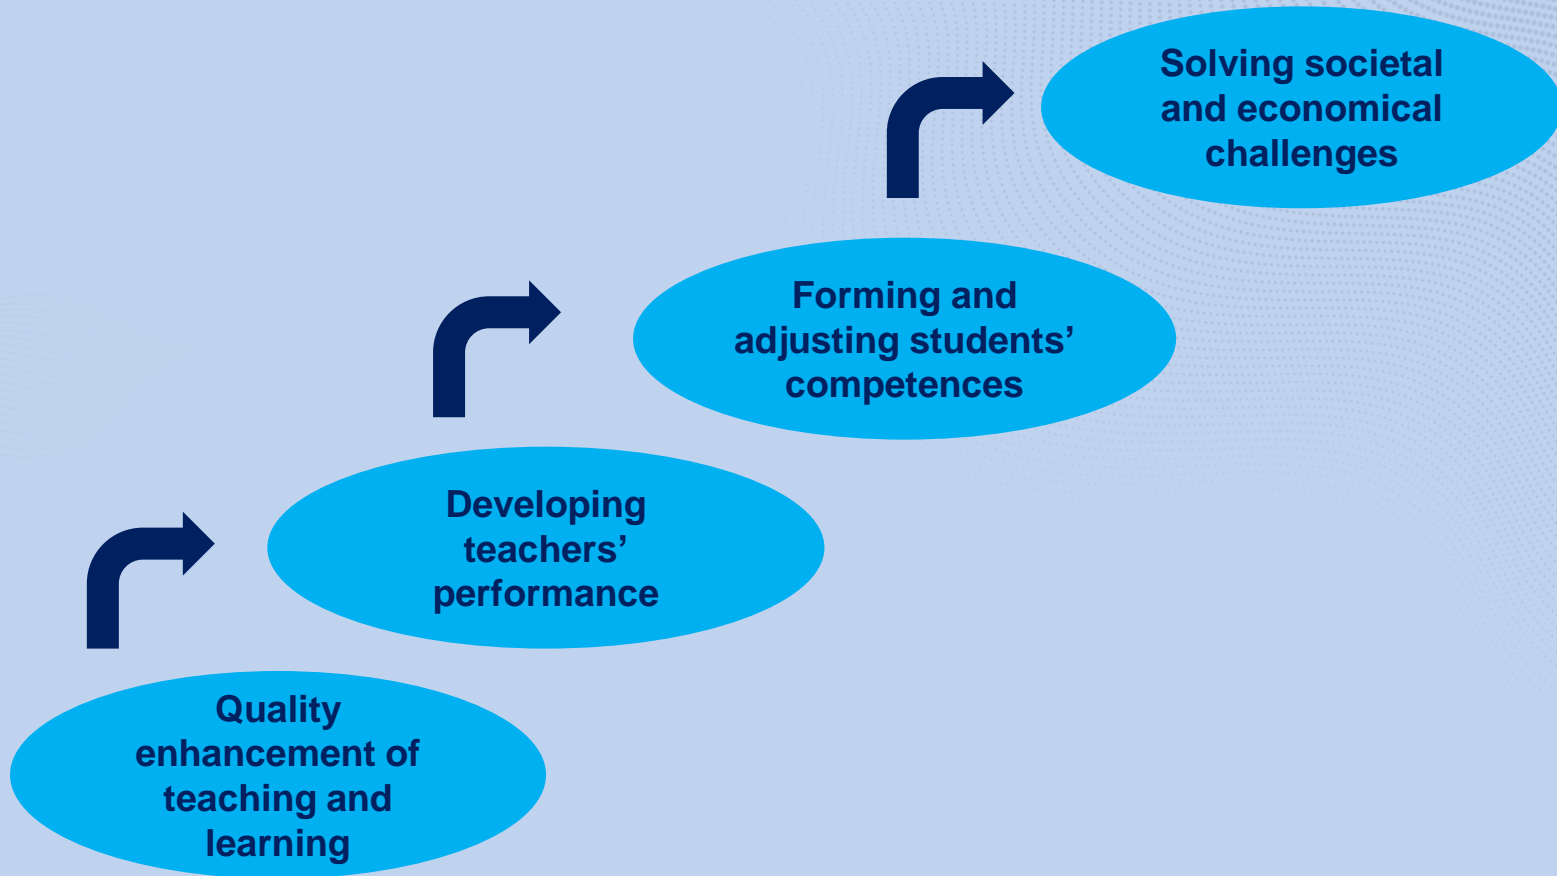 Solving societal
and economical
challenges
Forming and
adjusting students’
competences
Developing
teachers’
performance
Quality
enhancement of
teaching and
learning